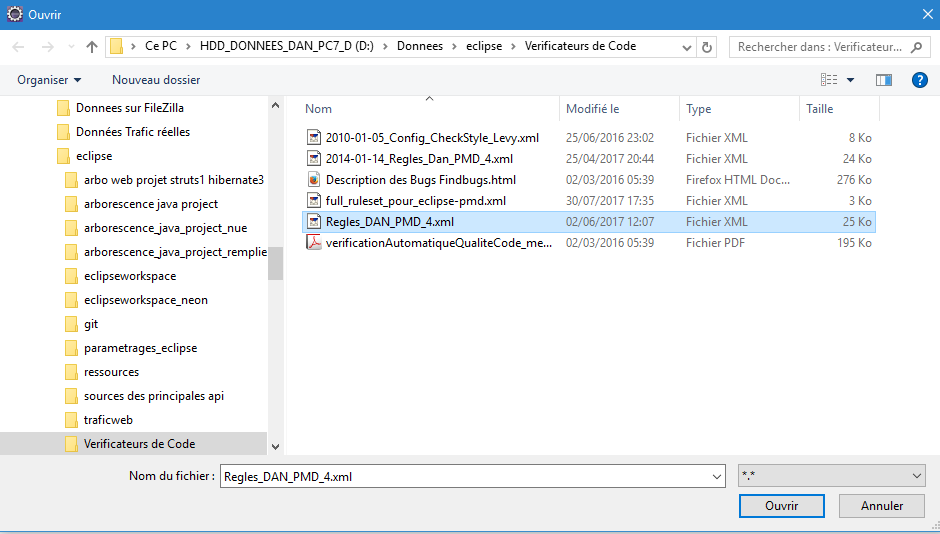 Ouvrir
Ce PC > HDD_DONNEES_DAN_PC7_D (D:) > Donnees > eclipse > Verificateurs de Code
Rechercher dans : Verificateur...
Organiser
Nouveau dossier
Donnees sur FileZilla
Données Trafic réelles
eclipse
arbo web projet struts1 hibernate3
arborescence java project
arborescence_java_project_nue
arborescence_java_project_remplie
eclipseworkspace
eclipseworkspace_neon
git
parametrages_eclipse
ressources
sources des principales api
traficweb
Verificateurs de Code
Nom Modifié le Type Taille
2010-01-05_Config_CheckStyle_Levy.xml 25/06/2016 23:02 Fichier XML 8 Ko
2014-01-14_Regles_Dan_PMD_4.xml 25/04/2017 20:44 Fichier XML 24 Ko
Description des Bugs Findbugs.html 02/03/2016 05:39 Firefox HTML Doc... 276 Ko
full_ruleset_pour_eclipse-pmd.xml 30/07/2017 17:35 Fichier XML 3 Ko
Regles_DAN_PMD_4.xml 02/06/2017 12:07 Fichier XML 25 Ko
verificationAutomatiqueQualiteCode_me... 02/03/2016 05:39 Fichier PDF 195 Ko
Nom du fichier : Regles_DAN_PMD_4.xml
*.*
Ouvrir
Annuler